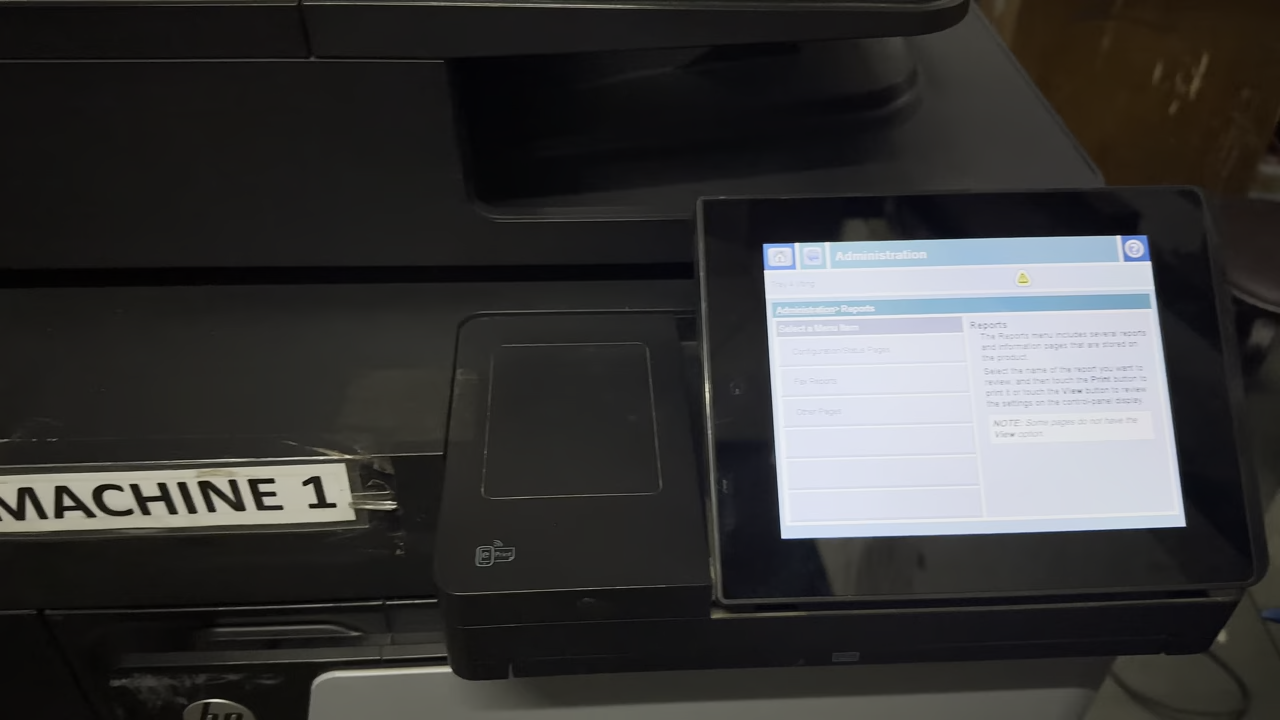 Administration
Administration> Reports
Select a Menu Item
Configuration/Status Pages
Fax Reports
Other Pages
Reports
The Reports menu includes several reports
and information pages that are stored on
the product.
Select the name of the report you want to
review, and then touch the Print button to
print it or touch the View button to review
the settings on the control-panel display.
NOTE: Some pages do not have the
View option.
MACHINE 1
ePrint
hp